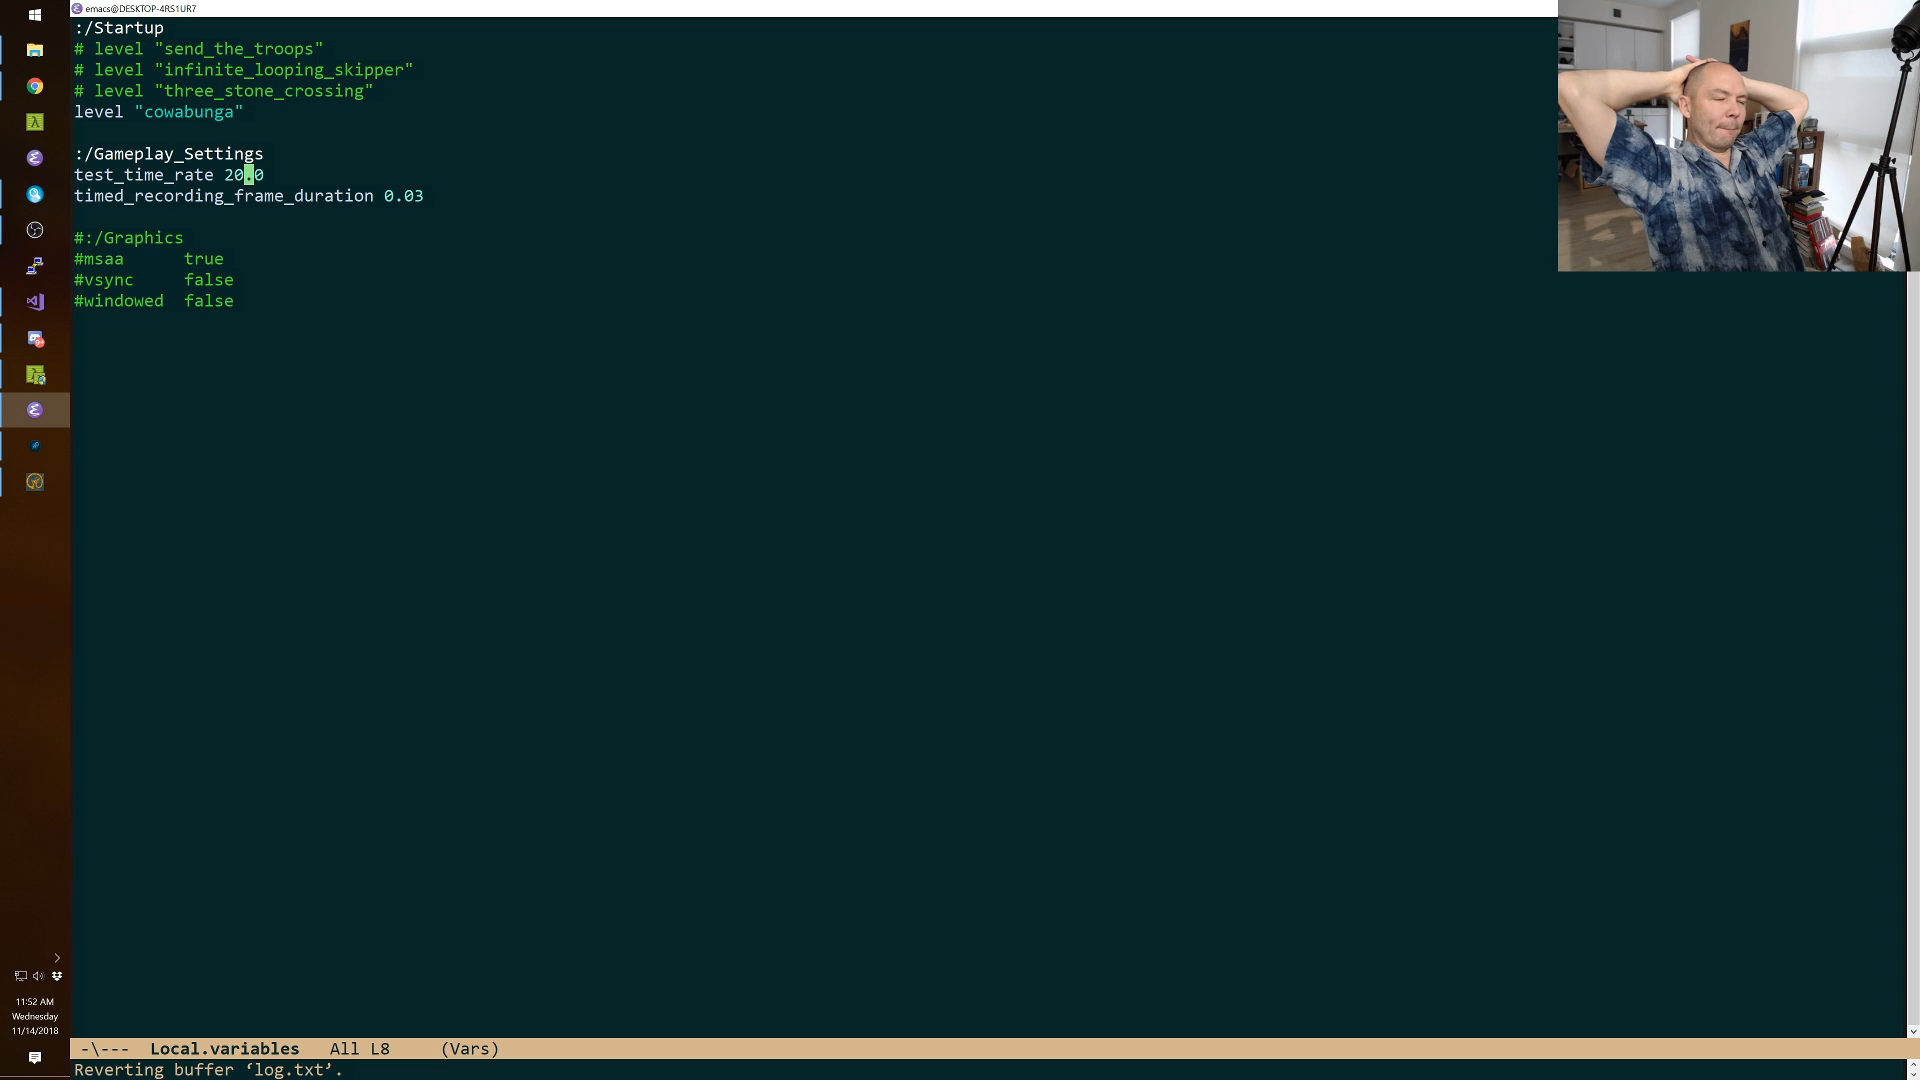 emacs@DESKTOP-4RS1UR7
:/Startup
# level "send_the_troops"
# level "infinite_looping_skipper"
# level "three_stone_crossing"
level "cowabunga"
:/Gameplay_Settings
test_time_rate 20.0
timed_recording_frame_duration 0.03
#:/Graphics
#msaa      true
#vsync     false
#windowed  false
11:52 AM
Wednesday
11/14/2018
-\---  Local.variables   All L8     (Vars)
Reverting buffer ‘log.txt’.